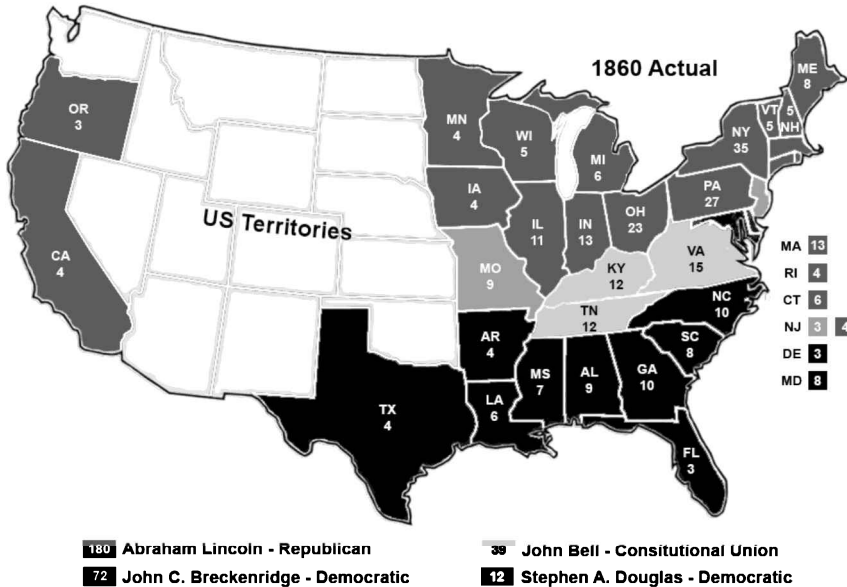 1860 Actual
ME
8
OR
3
MN
4
VT
5
5
NH
WI
5
NY
35
MI
6
PA
27
IA
4
OH
23
IL
11
IN
13
US Territories
CA
4
MO
9
KY
12
VA
15
MA 13
RI 4
CT 6
NJ 3 4
DE 3
MD 8
TN
12
NC
10
AR
4
SC
8
MS
7
AL
9
GA
10
TX
4
LA
6
FL
3
180 Abraham Lincoln - Republican
39 John Bell - Consitutional Union
72 John C. Breckenridge - Democratic
12 Stephen A. Douglas - Democratic